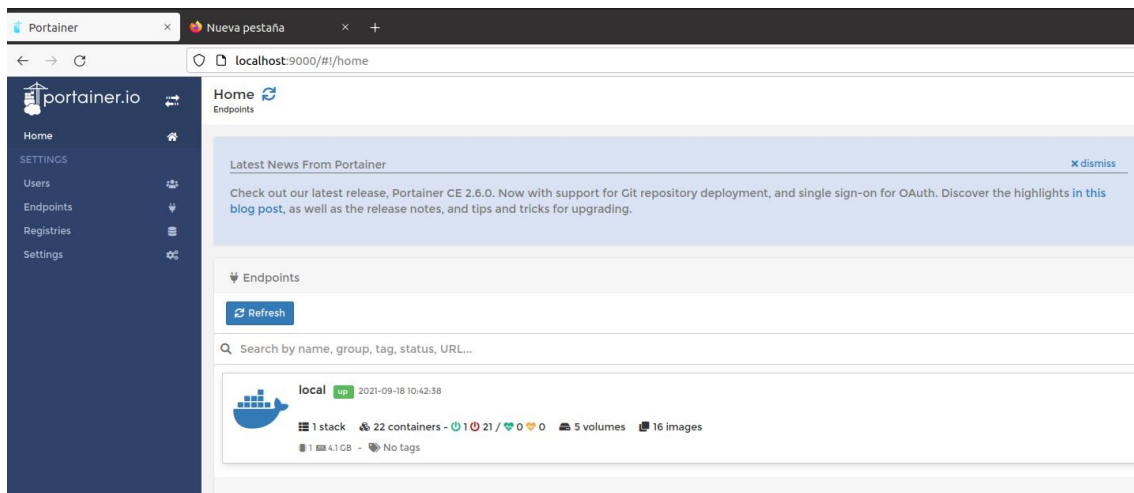 Portainer
Nueva pestaña
localhost:9000/#!/home
portainer.io
Home
SETTINGS
Users
Endpoints
Registries
Settings
Home
Endpoints
Latest News From Portainer
dismiss
Check out our latest release, Portainer CE 2.6.0. Now with support for Git repository deployment, and single sign-on for OAuth. Discover the highlights in this
blog post, as well as the release notes, and tips and tricks for upgrading.
Endpoints
Refresh
Search by name, group, tag, status, URL...
local up 2021-09-18 10:42:38
1 stack 22 containers - 1 21 / 0 0 5 volumes 16 images
1 4.1 GB - No tags